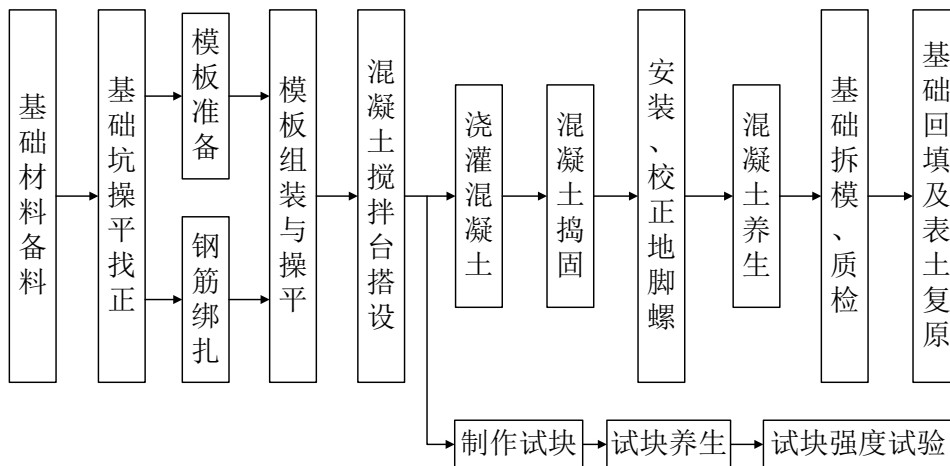 基础材料备料
基础坑操平找正
模板准备
钢筋绑扎
模板组装与操平
混凝土搅拌台搭设
浇灌混凝土
混凝土捣固
安装、校正地脚螺
混凝土养生
基础拆模、质检
基础回填及表土复原
制作试块
试块养生
试块强度试验